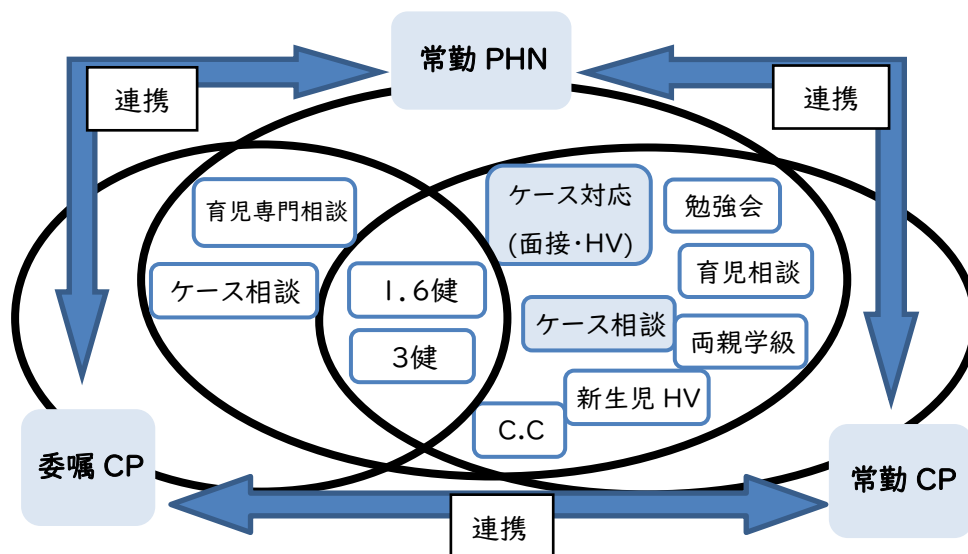 常勤 PHN
連携
連携
育児専門相談
ケース対応
(面接・HV)
勉強会
ケース相談
1.6健
育児相談
ケース相談
3健
両親学級
新生児 HV
C.C
委嘱 CP
常勤 CP
連携